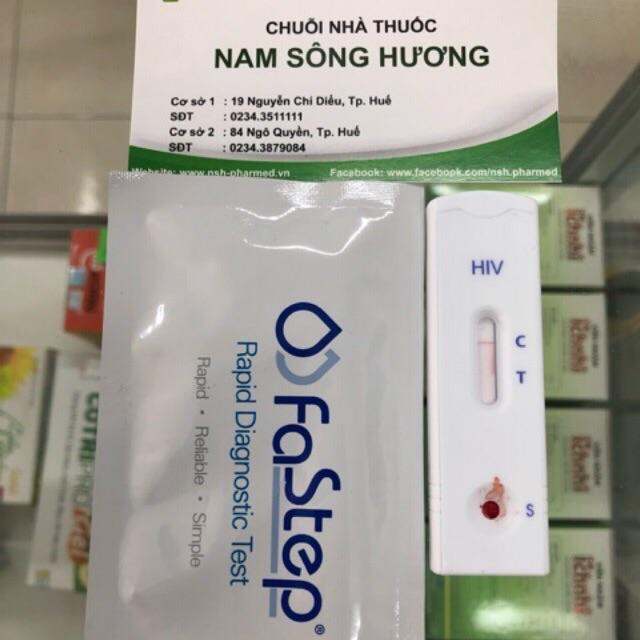 CHUỖI NHÀ THUỐC
NAM SÔNG HƯƠNG
Cơ sở 1 : 19 Nguyễn Chí Diểu, Tp. Huế
SĐT : 0234.3511111
Cơ sở 2 : 84 Ngô Quyền, Tp. Huế
SĐT : 0234.3879084
Website: www.nsh-pharmed.vn
Facebook: www.facebopk.com/nsh.pharmed
FaStep®
Rapid Diagnostic Test
Rapid • Reliable • Simple
HIV
C
T
S